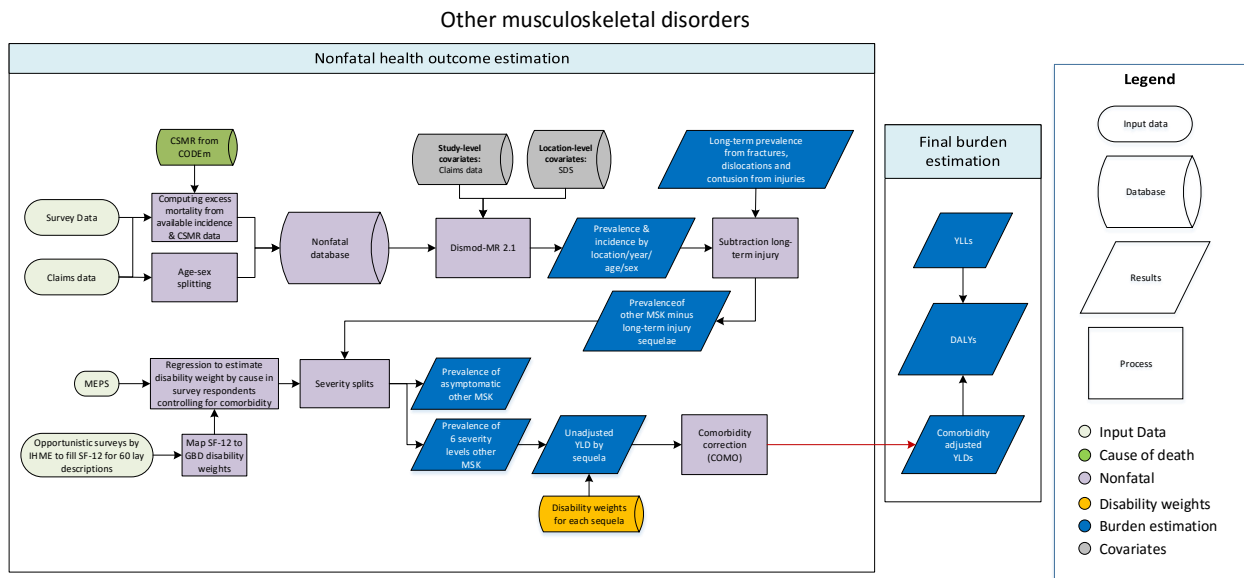 Other musculoskeletal disorders
Nonfatal health outcome estimation
CSMR from
CODEm
Study-level
covariates:
Claims data
Location-level
covariates:
SDS
Long-term prevalence
from fractures,
dislocations and
contusion from injuries
Survey Data
Computing excess
mortality from
available incidence
& CSMR data
Claims data
Age-sex
splitting
Nonfatal
database
Dismod-MR 2.1
Prevalence &
incidence by
location/year/
age/sex
Subtraction long-
term injury
Prevalenceof
other MSK minus
long-term injury
sequelae
MEPS
Regression to estimate
disability weight by cause in
survey respondents
controlling for comorbidity
Severity splits
Prevalence of
asymptomatic
other MSK
Opportunistic surveys by
IHME to fill SF-12 for 60 lay
descriptions
Map SF-12 to
GBD disability
weights
Prevalence of
6 severity
levels other
MSK
Unadjusted
YLD by
sequela
Comorbidity
correction
(COMO)
Disability weights
for each sequela
Final burden
estimation
YLLs
DALYs
Comorbidity
adjusted
YLDs
Legend
Input data
Database
Results
Process
Input Data
Cause of death
Nonfatal
Disability weights
Burden estimation
Covariates